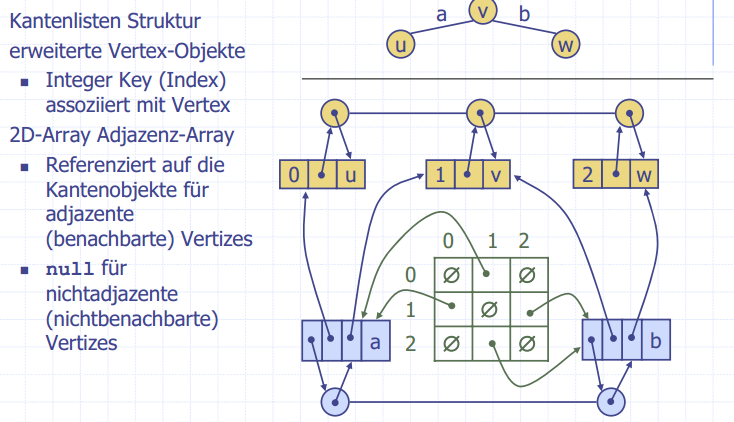 Kantenlisten Struktur
erweiterte Vertex-Objekte
Integer Key (Index)
assoziiert mit Vertex
2D-Array Adjazenz-Array
Referenziert auf die
Kantenobjekte für
adjazente
(benachbarte) Vertizes
null für
nichtadjazente
(nichtbenachbarte)
Vertizes
v
a b
u w
0 u 1 v 2 w
0 1 2
0 ∅ ∅
1 ∅
2 ∅ ∅
a b